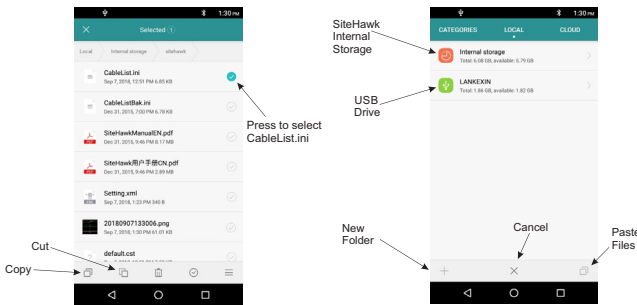 1:30 PM
Selected (1)
Local
Internal storage
sitehawk
CableList.ini
Sep 7, 2018, 12:51 PM 6.85 KB
CableListBak.ini
Dec 31, 2015, 7:00 PM 6.78 KB
SiteHawkManualEN.pdf
Dec 31, 2015, 9:46 PM 8.17 MB
SiteHawk用户手册CN.pdf
Dec 31, 2015, 9:46 PM 2.89 MB
Setting.xml
Sep 7, 2018, 1:23 PM 340 B
20180907133006.png
Sep 7, 2018, 1:30 PM 61.01 KB
default.cst
Press to select
CableList.ini
Cut
Copy
SiteHawk
Internal
Storage
USB
Drive
1:30 PM
CATEGORIES
LOCAL
CLOUD
Internal storage
Total: 6.08 GB, available: 5.79 GB
LANKEXIN
Total: 1.86 GB, available: 1.82 GB
New
Folder
Cancel
Paste
Files